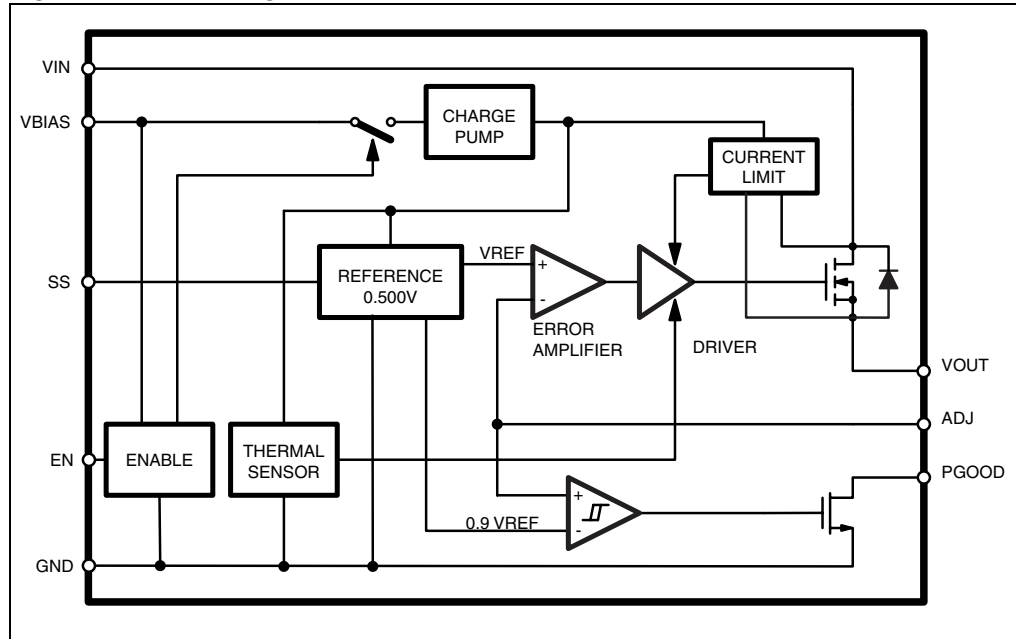 VIN
VBIAS
CHARGE
PUMP
CURRENT
LIMIT
SS
REFERENCE
0.500V
VREF
+
-
ERROR
AMPLIFIER
DRIVER
VOUT
ADJ
EN
ENABLE
THERMAL
SENSOR
PGOOD
+
-
0.9 VREF
GND